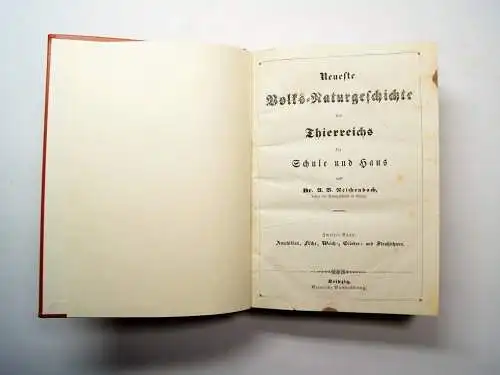 Neueste
Volks-Naturgeschichte
des
Thierreichs
für
Schule und Haus
von
Dr. A. B. Reichenbach,
Zweiter Band.
Amphibien, Fische, Weich-, Glieder- und Strahlthiere.
Leipzig,